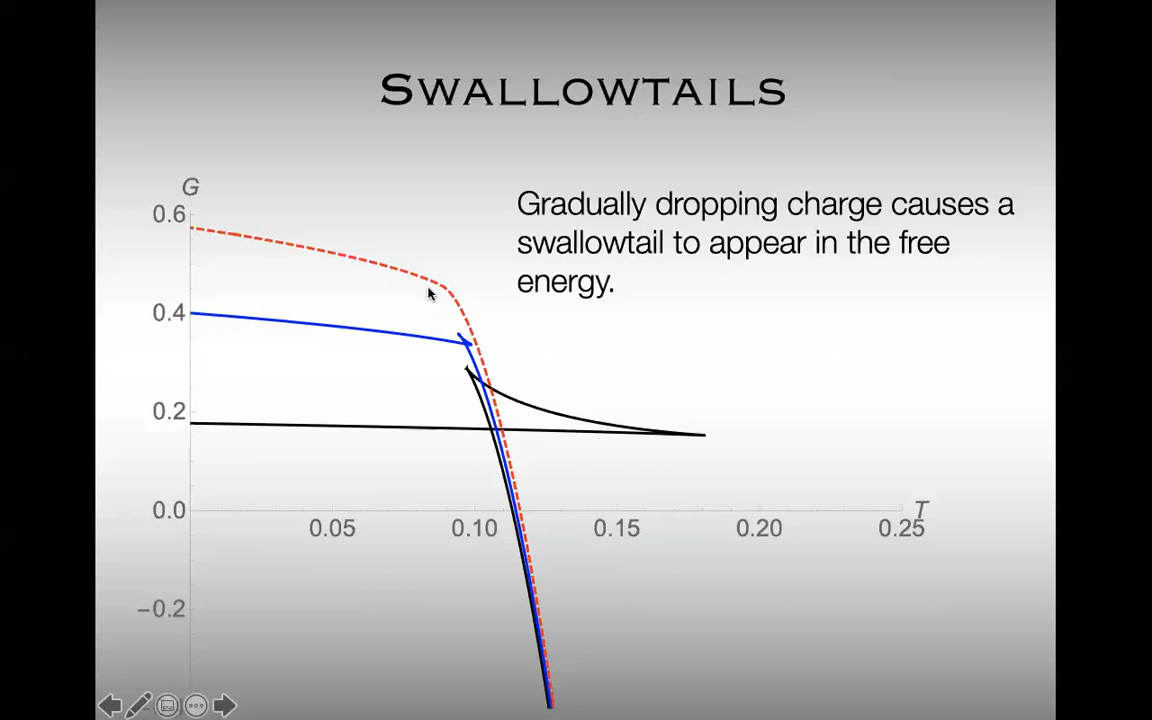 SWALLOWTAILS
G
0.6
Gradually dropping charge causes a
swallowtail to appear in the free
energy.
0.4
0.2
0.0
T
0.05 0.10 0.15 0.20 0.25
−0.2